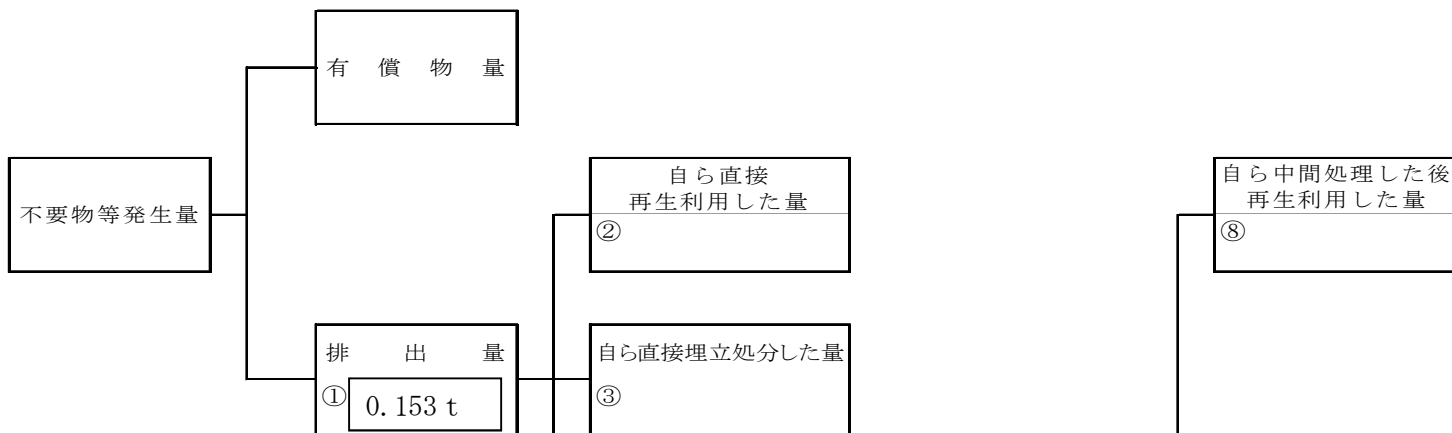 有償物量
不要物等発生量
自ら直接
再生利用した量
②
自ら中間処理した後
再生利用した量
⑧
排出量
① 0.153 t
自ら直接埋立処分した量
③